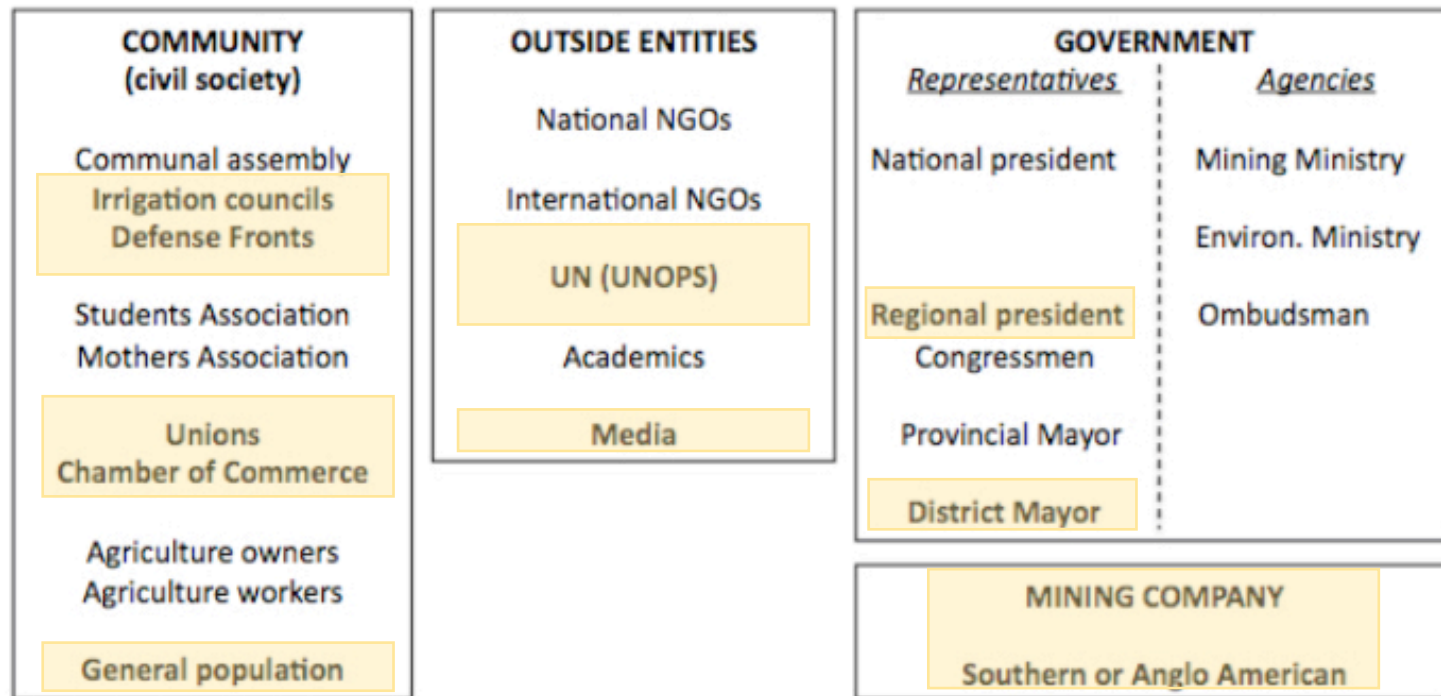 COMMUNITY
(civil society)
Communal assembly
Irrigation councils
Defense Fronts
Students Association
Mothers Association
Unions
Chamber of Commerce
Agriculture owners
Agriculture workers
General population
OUTSIDE ENTITIES
National NGOs
International NGOs
UN (UNOPS)
Academics
Media
GOVERNMENT
Representatives
National president
Regional president
Congressmen
Provincial Mayor
District Mayor
Agencies
Mining Ministry
Environ. Ministry
Ombudsman
MINING COMPANY
Southern or Anglo American